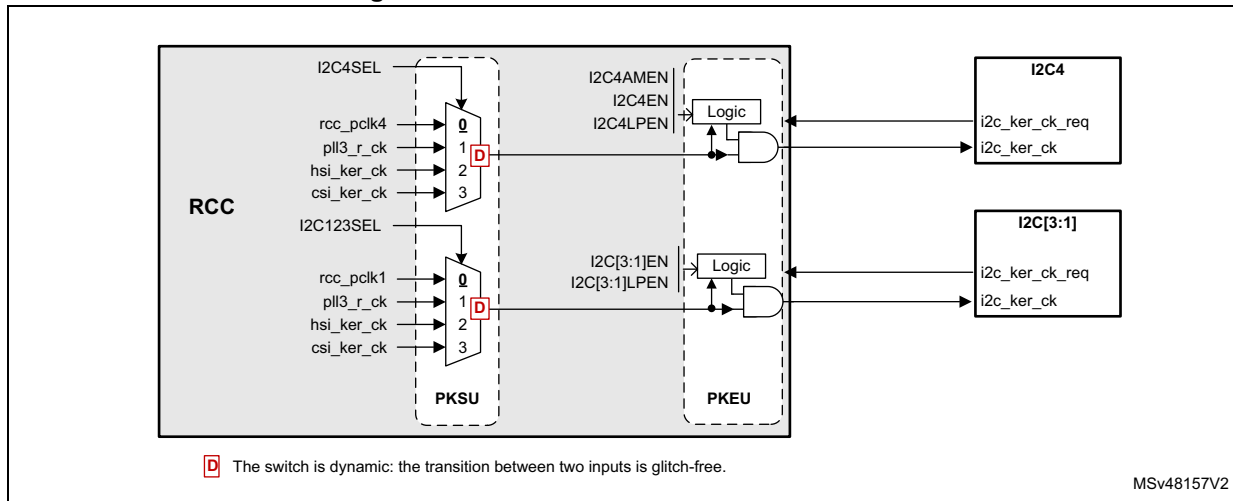 RCC
I2C4SEL
rcc_pclk4
pll3_r_ck
hsi_ker_ck
csi_ker_ck
0
1
2
3
D
I2C123SEL
rcc_pclk1
pll3_r_ck
hsi_ker_ck
csi_ker_ck
0
1
2
3
D
PKSU
I2C4AMEN
I2C4EN
I2C4LPEN
Logic
I2C[3:1]EN
I2C[3:1]LPEN
Logic
PKEU
I2C4
i2c_ker_ck_req
i2c_ker_ck
I2C[3:1]
i2c_ker_ck_req
i2c_ker_ck
D The switch is dynamic: the transition between two inputs is glitch-free.
MSv48157V2